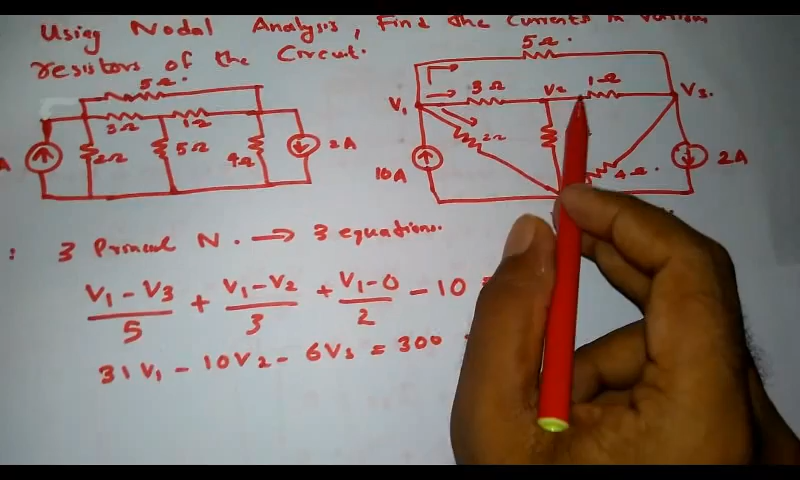 Using Nodal Analysis, Find the Currents in various
resistors of the Circuit.
5Ω
3Ω 1Ω
2Ω 5Ω 4Ω 2A
A
5Ω
3Ω V2 1Ω
V1 V3.
2Ω
4Ω.
10A 2A
: 3 N. → 3 equations.
V1 - V3 / 5 + V1 - V2 / 3 + V1 - 0 / 2 - 10 =
31V1 - 10V2 - 6V3 = 300